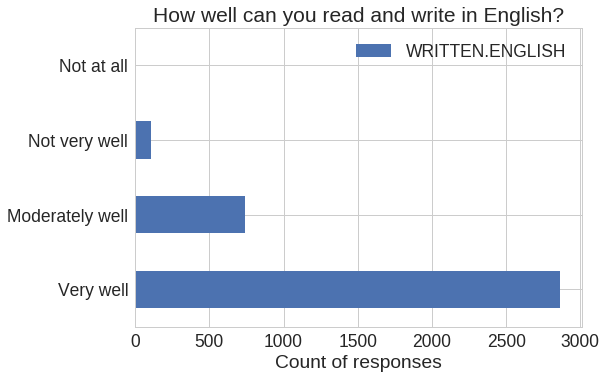 How well can you read and write in English?
WRITTEN.ENGLISH
Not at all
Not very well
Moderately well
Very well
0 500 1000 1500 2000 2500 3000
Count of responses